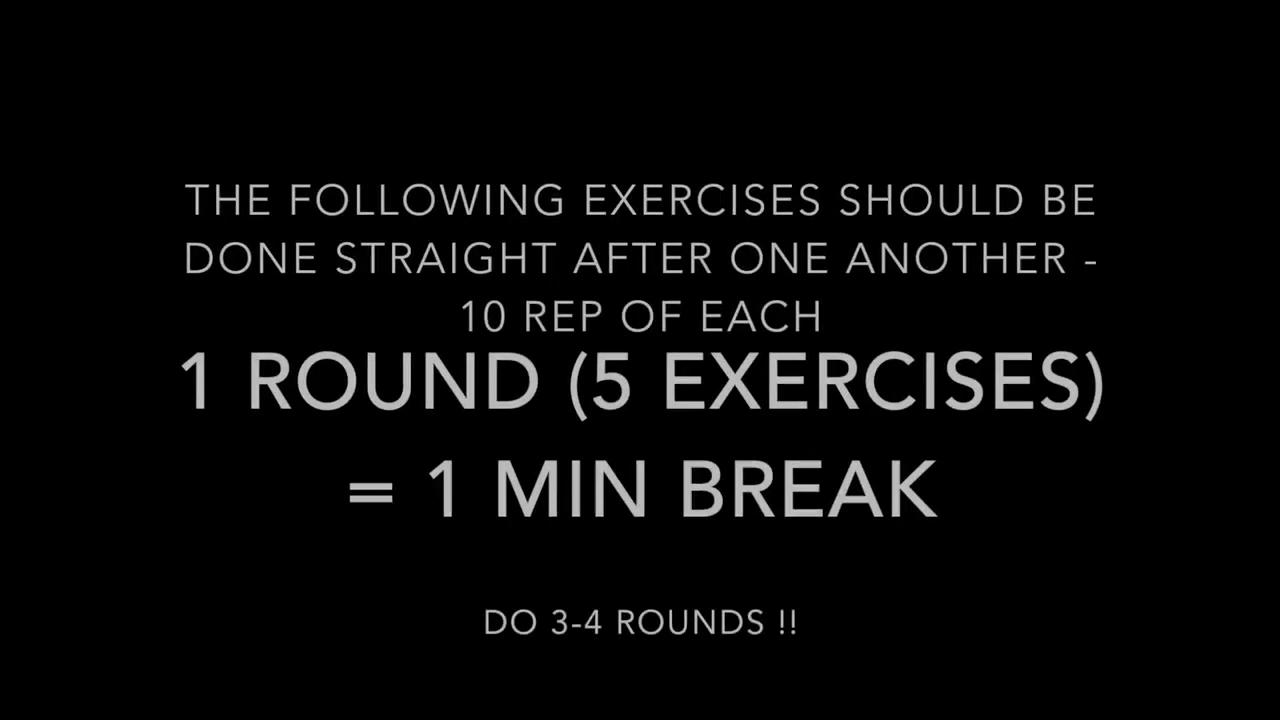 THE FOLLOWING EXERCISES SHOULD BE
DONE STRAIGHT AFTER ONE ANOTHER -
10 REP OF EACH
1 ROUND (5 EXERCISES)
= 1 MIN BREAK
DO 3-4 ROUNDS !!